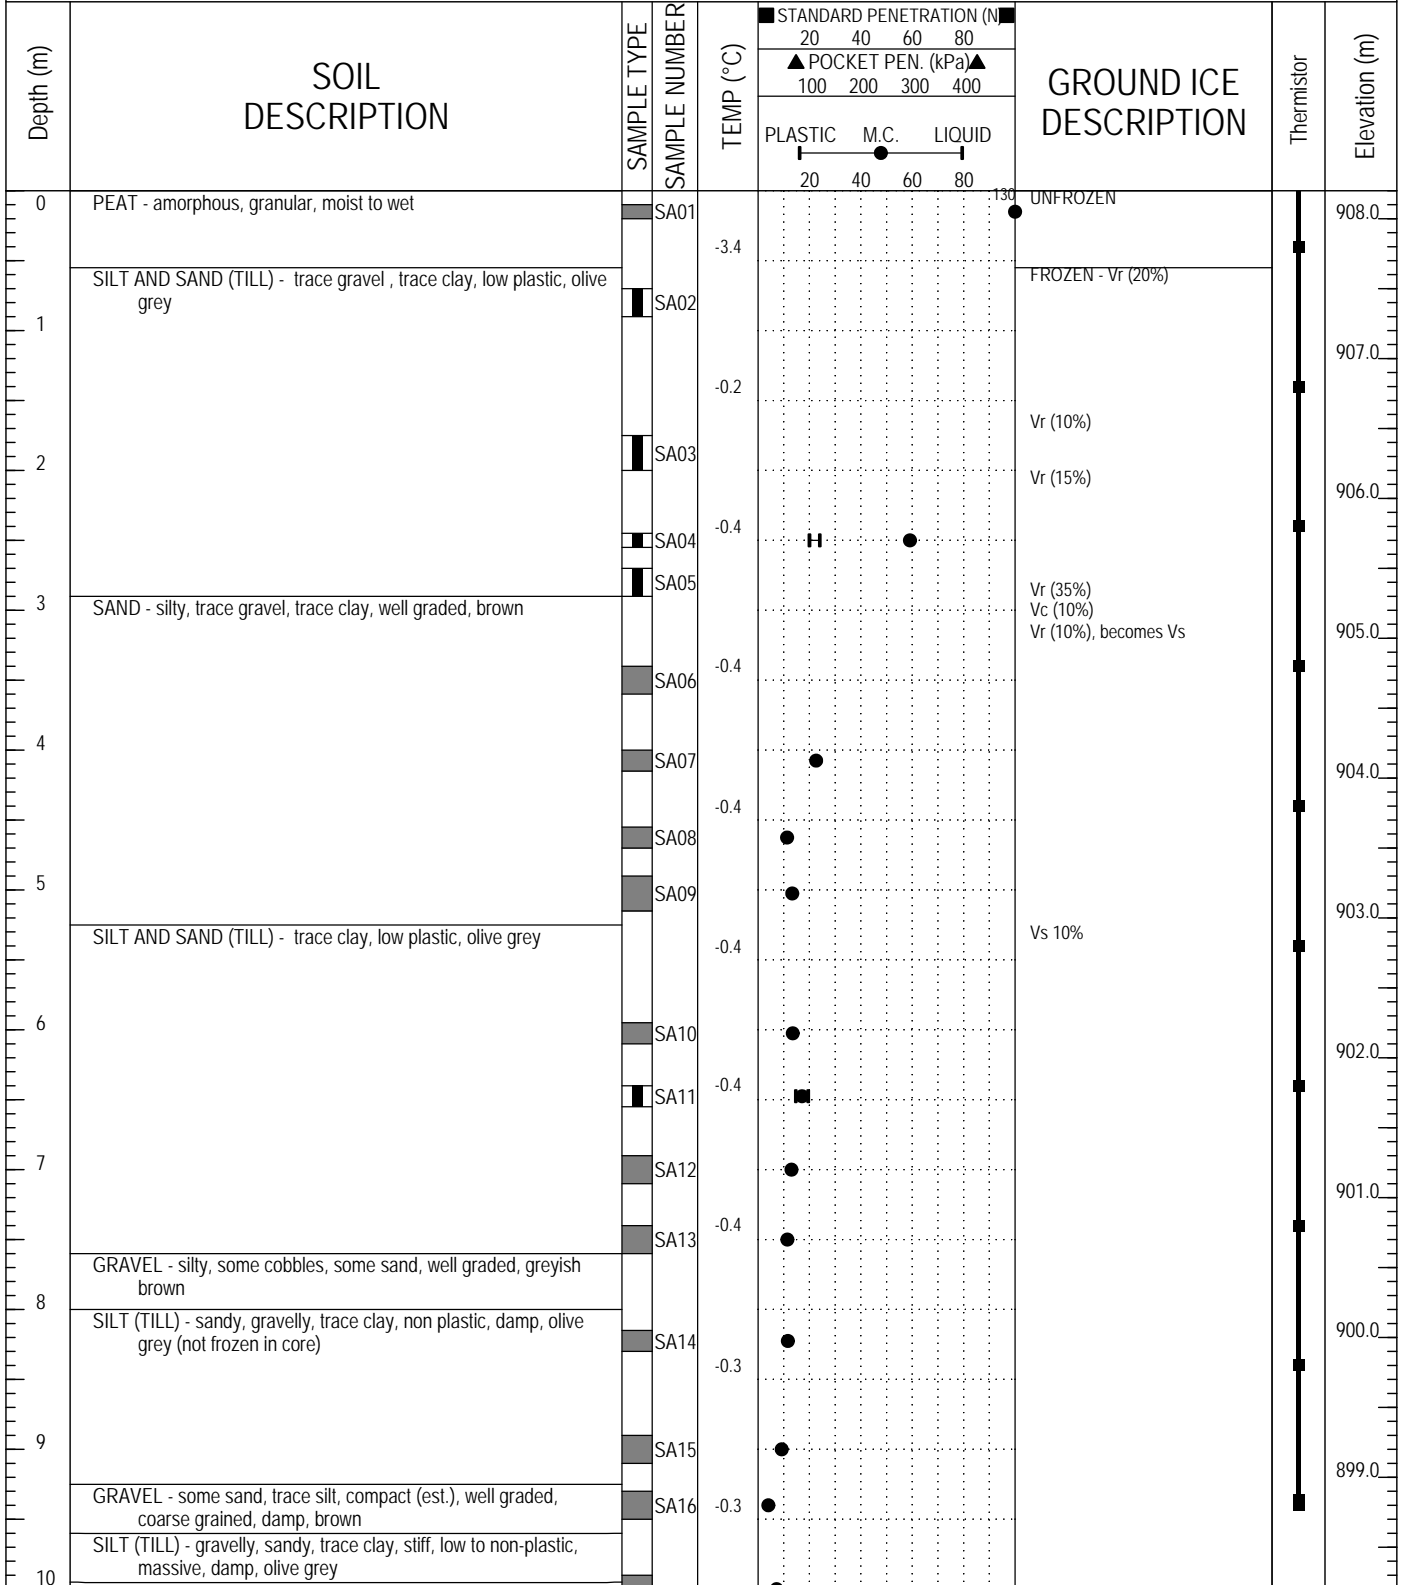 Depth (m)
SOIL
DESCRIPTION
SAMPLE TYPE
SAMPLE NUMBER
TEMP (°C)
STANDARD PENETRATION (N)
20 40 60 80
POCKET PEN. (kPa)
100 200 300 400
PLASTIC M.C. LIQUID
20 40 60 80
GROUND ICE
DESCRIPTION
Thermistor
Elevation (m)
0 PEAT - amorphous, granular, moist to wet
SA01
130
UNFROZEN
908.0
-3.4
SILT AND SAND (TILL) - trace gravel , trace clay, low plastic, olive
grey
FROZEN - Vr (20%)
SA02
1
907.0
-0.2
Vr (10%)
SA03
2
Vr (15%)
906.0
-0.4
SA04
SA05
Vr (35%)
3 SAND - silty, trace gravel, trace clay, well graded, brown
Vc (10%)
Vr (10%), becomes Vs
905.0
-0.4
SA06
4
SA07
904.0
-0.4
SA08
5
SA09
903.0
SILT AND SAND (TILL) - trace clay, low plastic, olive grey
Vs 10%
-0.4
6
SA10
902.0
-0.4
SA11
7
SA12
901.0
-0.4
SA13
GRAVEL - silty, some cobbles, some sand, well graded, greyish
brown
8
SILT (TILL) - sandy, gravelly, trace clay, non plastic, damp, olive
grey (not frozen in core)
SA14
900.0
-0.3
9
SA15
899.0
GRAVEL - some sand, trace silt, compact (est.), well graded,
coarse grained, damp, brown
SA16
-0.3
SILT (TILL) - gravelly, sandy, trace clay, stiff, low to non-plastic,
massive, damp, olive grey
10